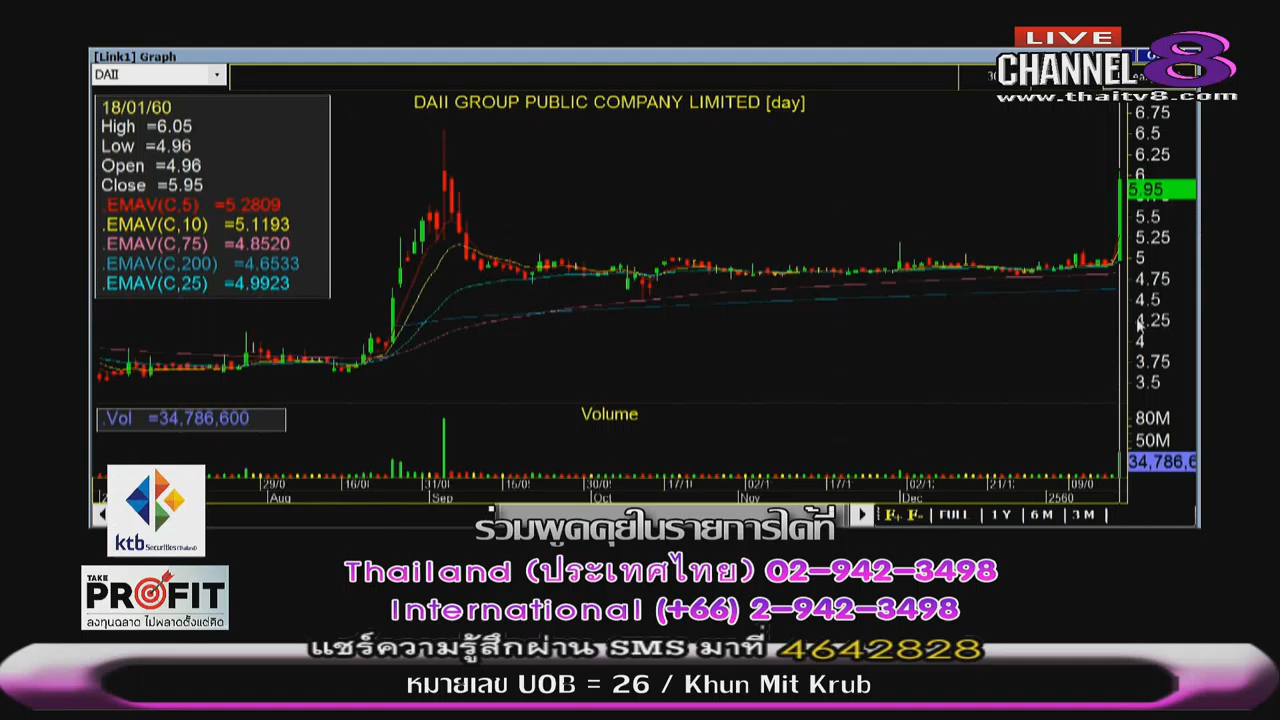 LIVE
CHANNEL 8
www.thaitv8.com
[Link1] Graph
DAII
DAII GROUP PUBLIC COMPANY LIMITED [day]
18/01/60
High =6.05
Low =4.96
Open =4.96
Close =5.95
.EMAV(C,5) =5.2809
.EMAV(C,10) =5.1193
.EMAV(C,75) =4.8520
.EMAV(C,200) =4.6533
.EMAV(C,25) =4.9923
6.75
6.5
6.25
6
5.95
5.5
5.25
5
4.75
4.5
4.25
4
3.75
3.5
.Vol =34,786,600
Volume
80M
50M
34,786,6
29/0 16/0 31/0 15/0 30/0 17/1 02/1 17/1 02/1 21/1 09/0
Aug Sep Oct Nov Dec 2560
F+ F- FULL 1 Y 6 M 3 M
ktb Securities (Thailand)
TAKE PROFIT
ลงทุนฉลาด ไม่พลาดตั้งแต่คิด
ร่วมพูดคุยในรายการได้ที่
Thailand (ประเทศไทย) 02-942-3498
International (+66) 2-942-3498
แชร์ความรู้สึกผ่าน SMS มาที่ 4642828
หมายเลข UOB = 26 / Khun Mit Krub